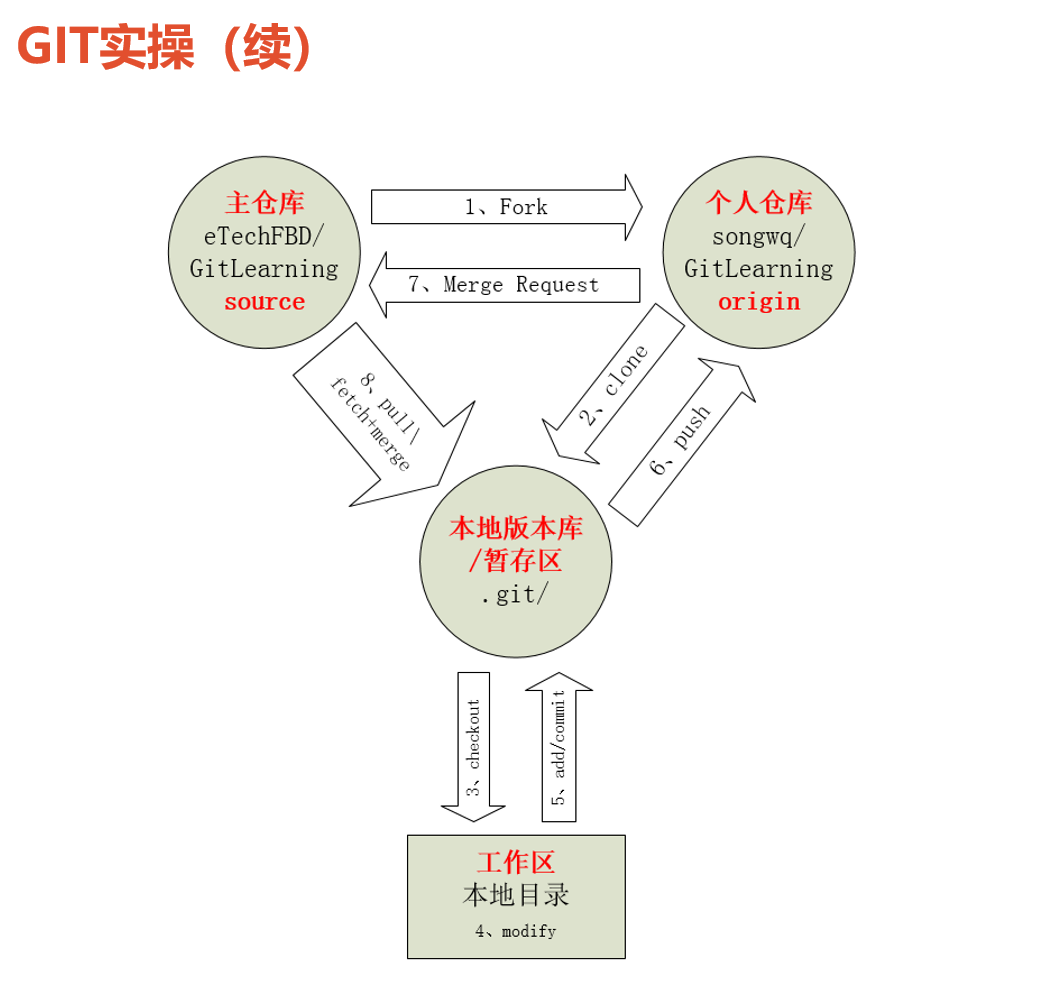 GIT实操（续）
主仓库
eTechFBD/
GitLearning
source
1、Fork
7、Merge Request
个人仓库
songwq/
GitLearning
origin
8、pull\
fetch+merge
2、clone
6、push
本地版本库
/暂存区
.git/
3、checkout
5、add/commit
工作区
本地目录
4、modify